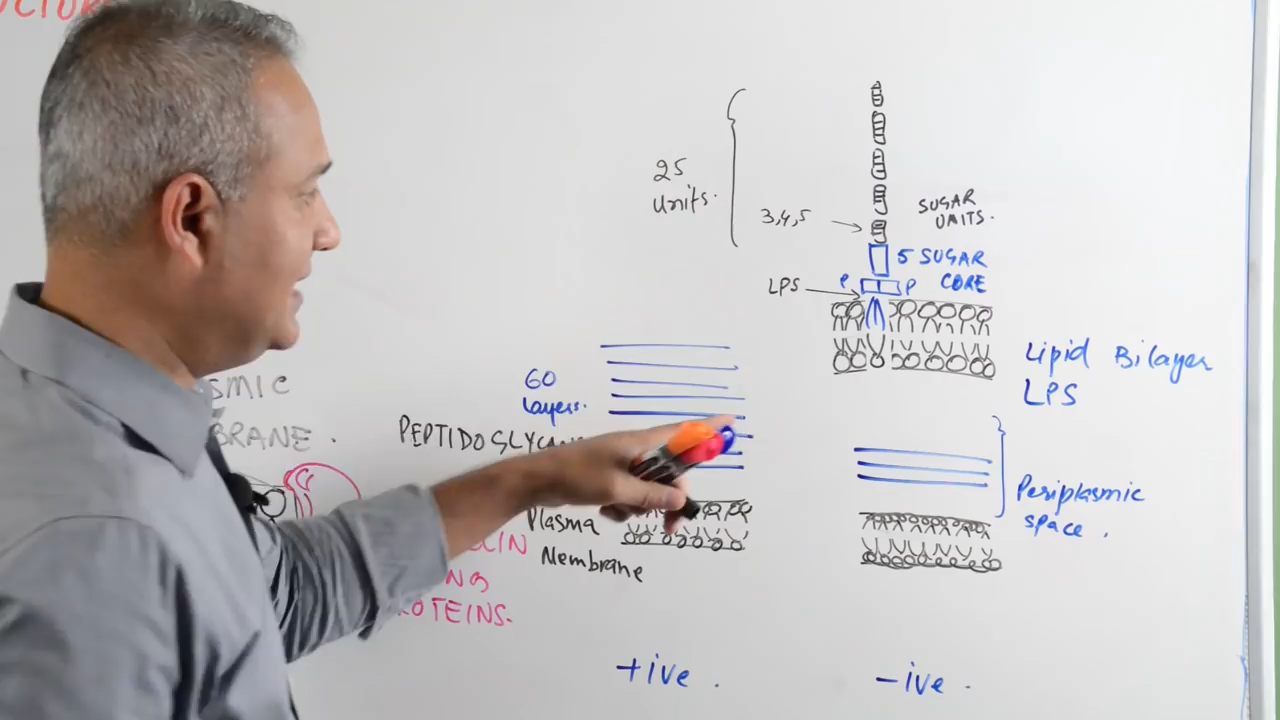 25
Units.
3,4,5
SUGAR
UNITS.
5 SUGAR
CORE
P
P
LPS
Lipid Bilayer
LPS
60
Layers.
PEPTIDOGLYCAN
Periplasmic
space.
Plasma
Membrane
PROTEINS.
+ive.
-ive.